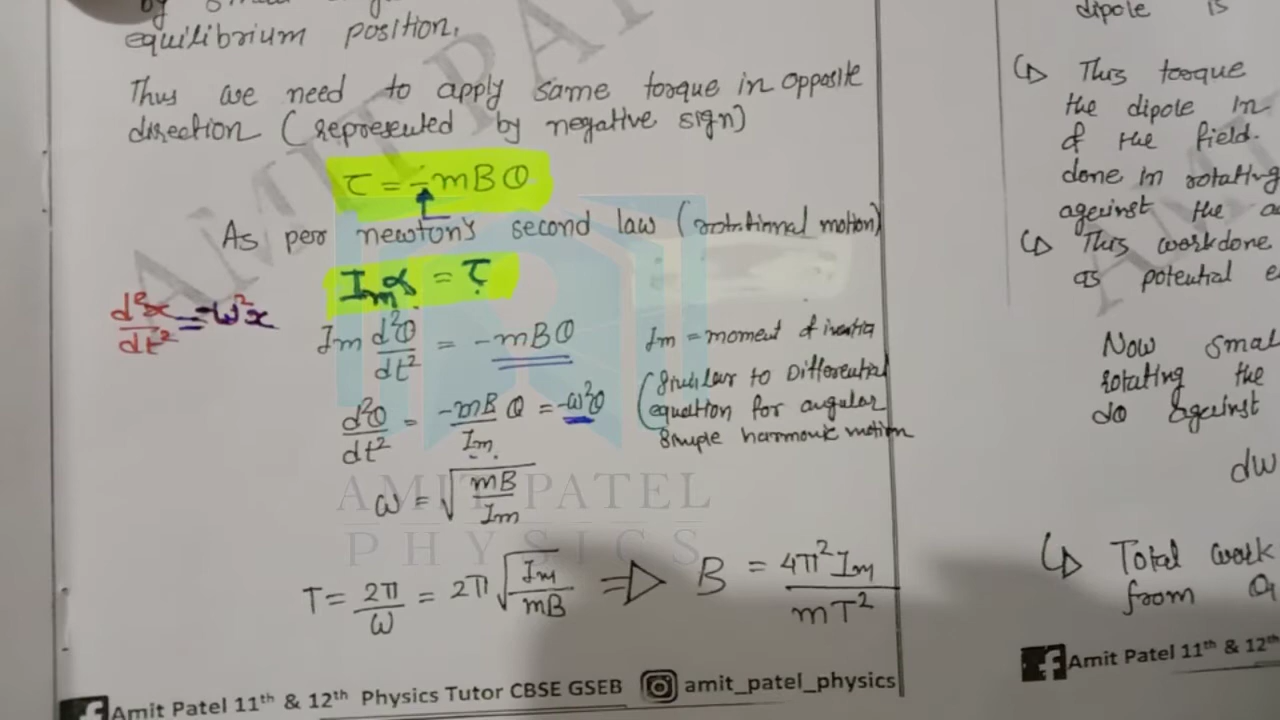 equilibrium position.
Thus we need to apply same torque in opposite
direction (represented by negative sign)
τ = -mBθ
As per newton's second law (rotational motion)
Imα = τ
d²x/dt² = -ω²x
Im d²θ/dt² = -mBθ
Im = moment of inertia
d²θ/dt² = -mB/Im θ = -ω²θ
(Similar to Differential
equation for angular
Simple harmonic motion
ω = √mB/Im
T = 2π/ω = 2π√Im/mB ⇒ B = 4π²Im/mT²
AMIT PATEL
PHYSICS
Amit Patel 11th & 12th Physics Tutor CBSE GSEB amit_patel_physics
dipole is
This torque
the dipole in
of the field.
done in rotating
against the
This workdone
as potential
Now small
rotating the
do against
dw
Total work
from
Amit Patel 11th & 12th